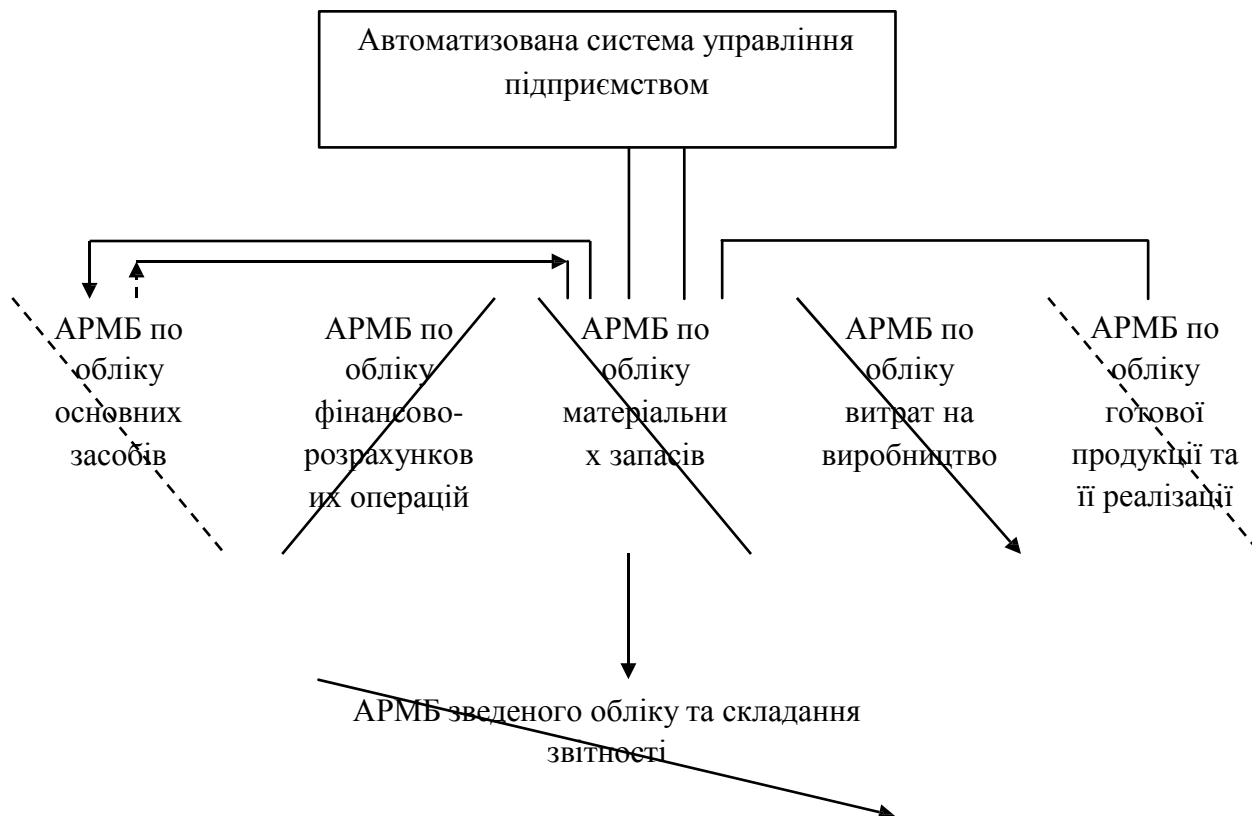 Автоматизована система управління
підприємством
АРМБ по
обліку
основних
засобів
АРМБ по
обліку
фінансово-
розрахунков
их операцій
АРМБ по
обліку
матеріальни
х запасів
АРМБ по
обліку
витрат на
виробництво
АРМБ по
обліку
готової
продукції та
її реалізації
АРМБ зведеного обліку та складання
звітності